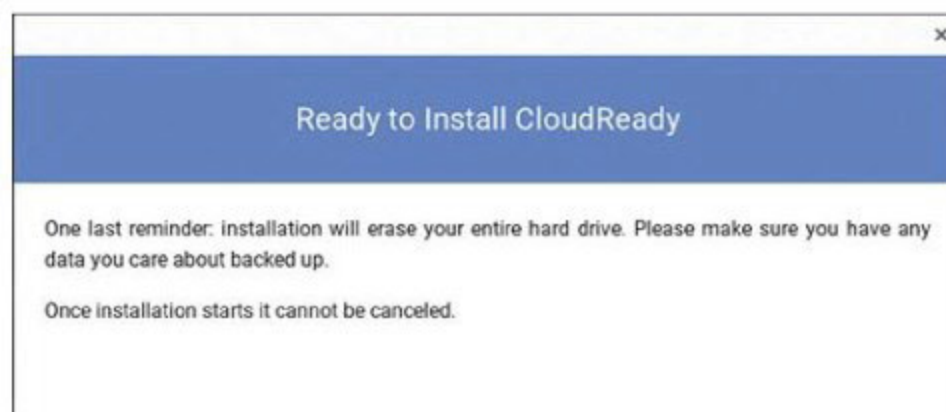 Ready to Install CloudReady
One last reminder: installation will erase your entire hard drive. Please make sure you have any
data you care about backed up.
Once installation starts it cannot be canceled.